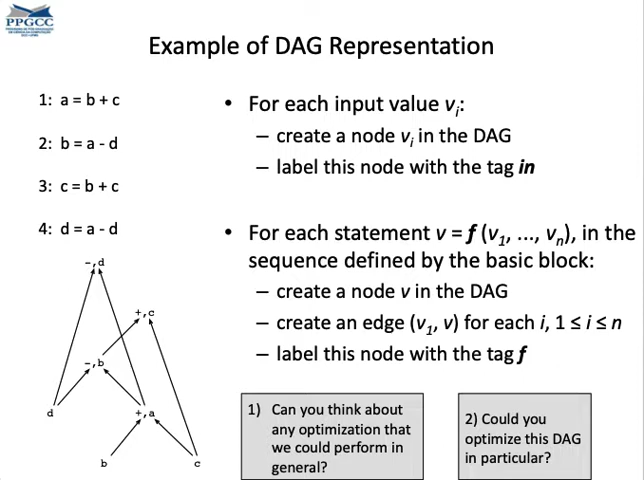 PPGCC
Example of DAG Representation
1: a = b + c
2: b = a - d
3: c = b + c
4: d = a - d
• For each input value vᵢ:
– create a node vᵢ in the DAG
– label this node with the tag in
• For each statement v = f (v₁, ..., vₙ), in the
sequence defined by the basic block:
– create a node v in the DAG
– create an edge (v₁, v) for each i, 1 ≤ i ≤ n
– label this node with the tag f
-,d
+,c
-,b
d
+,a
b
c
1) Can you think about
any optimization that
we could perform in
general?
2) Could you
optimize this DAG
in particular?